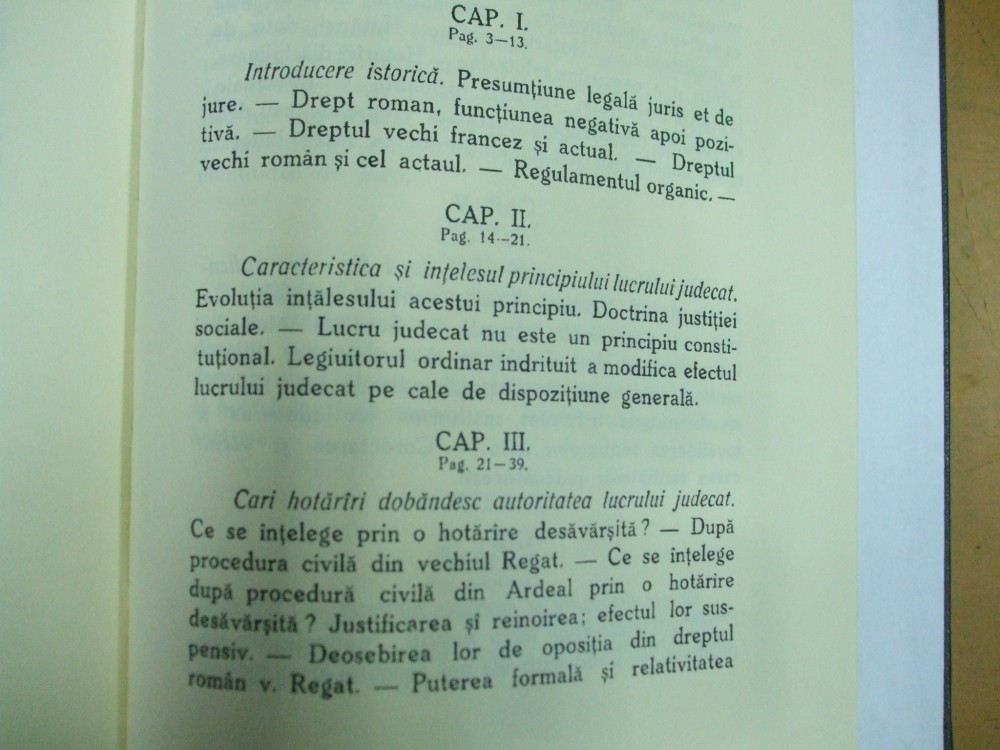 CAP. I.
Pag. 3—13.
Introducere istorică. Presumțiune legală juris et de
jure. — Drept roman, funcțiunea negativă apoi pozi-
tivă. — Dreptul vechi francez și actual. — Dreptul
vechi român și cel actaul. — Regulamentul organic. —
CAP. II.
Pag. 14—21.
Caracteristica și ințelesul principiului lucrului judecat.
Evoluția ințălesului acestui principiu. Doctrina justiției
sociale. — Lucru judecat nu este un principiu consti-
tuțional. Legiuitorul ordinar indrituit a modifica efectul
lucrului judecat pe cale de dispozițiune generală.
CAP. III.
Pag. 21—39.
Cari hotărîri dobăndesc autoritatea lucrului judecat.
Ce se ințelege prin o hotărire desăvărșită? — După
procedura civilă din vechiul Regat. — Ce se ințelege
după procedură civilă din Ardeal prin o hotărire
desăvărșită? Justificarea și reinoirea; efectul lor sus-
pensiv. — Deosebirea lor de oposiția din dreptul
român v. Regat. — Puterea formală și relativitatea